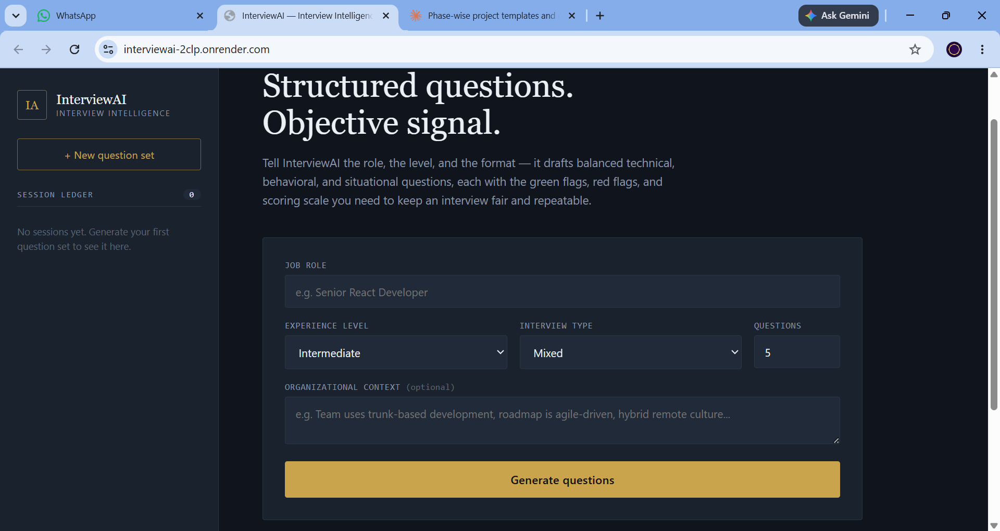 WhatsApp
InterviewAI — Interview Intelligenc
Phase-wise project templates and
Ask Gemini
interviewai-2clp.onrender.com
IA
InterviewAI
INTERVIEW INTELLIGENCE
+ New question set
SESSION LEDGER 0
No sessions yet. Generate your first
question set to see it here.
Structured questions.
Objective signal.
Tell InterviewAI the role, the level, and the format — it drafts balanced technical,
behavioral, and situational questions, each with the green flags, red flags, and
scoring scale you need to keep an interview fair and repeatable.
JOB ROLE
e.g. Senior React Developer
EXPERIENCE LEVEL INTERVIEW TYPE QUESTIONS
Intermediate Mixed 5
ORGANIZATIONAL CONTEXT (optional)
e.g. Team uses trunk-based development, roadmap is agile-driven, hybrid remote culture...
Generate questions